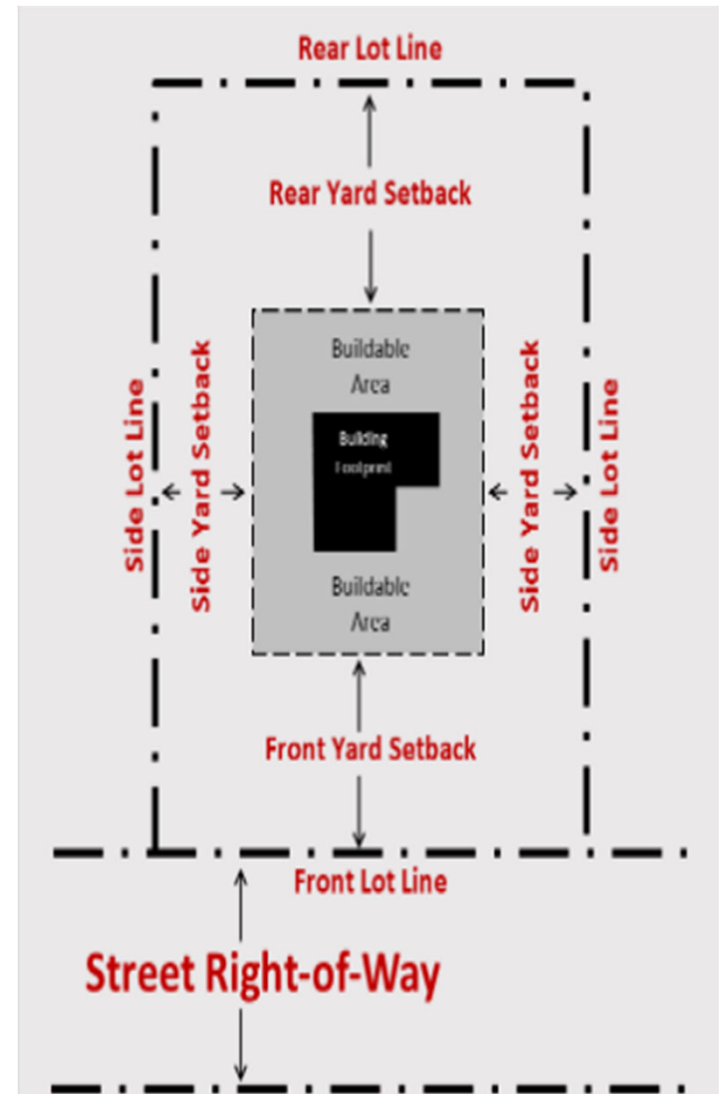 Rear Lot Line
Rear Yard Setback
Buildable
Area
Building
Footprint
Side Lot Line
Side Yard Setback
Side Yard Setback
Side Lot Line
Buildable
Area
Front Yard Setback
Front Lot Line
Street Right-of-Way